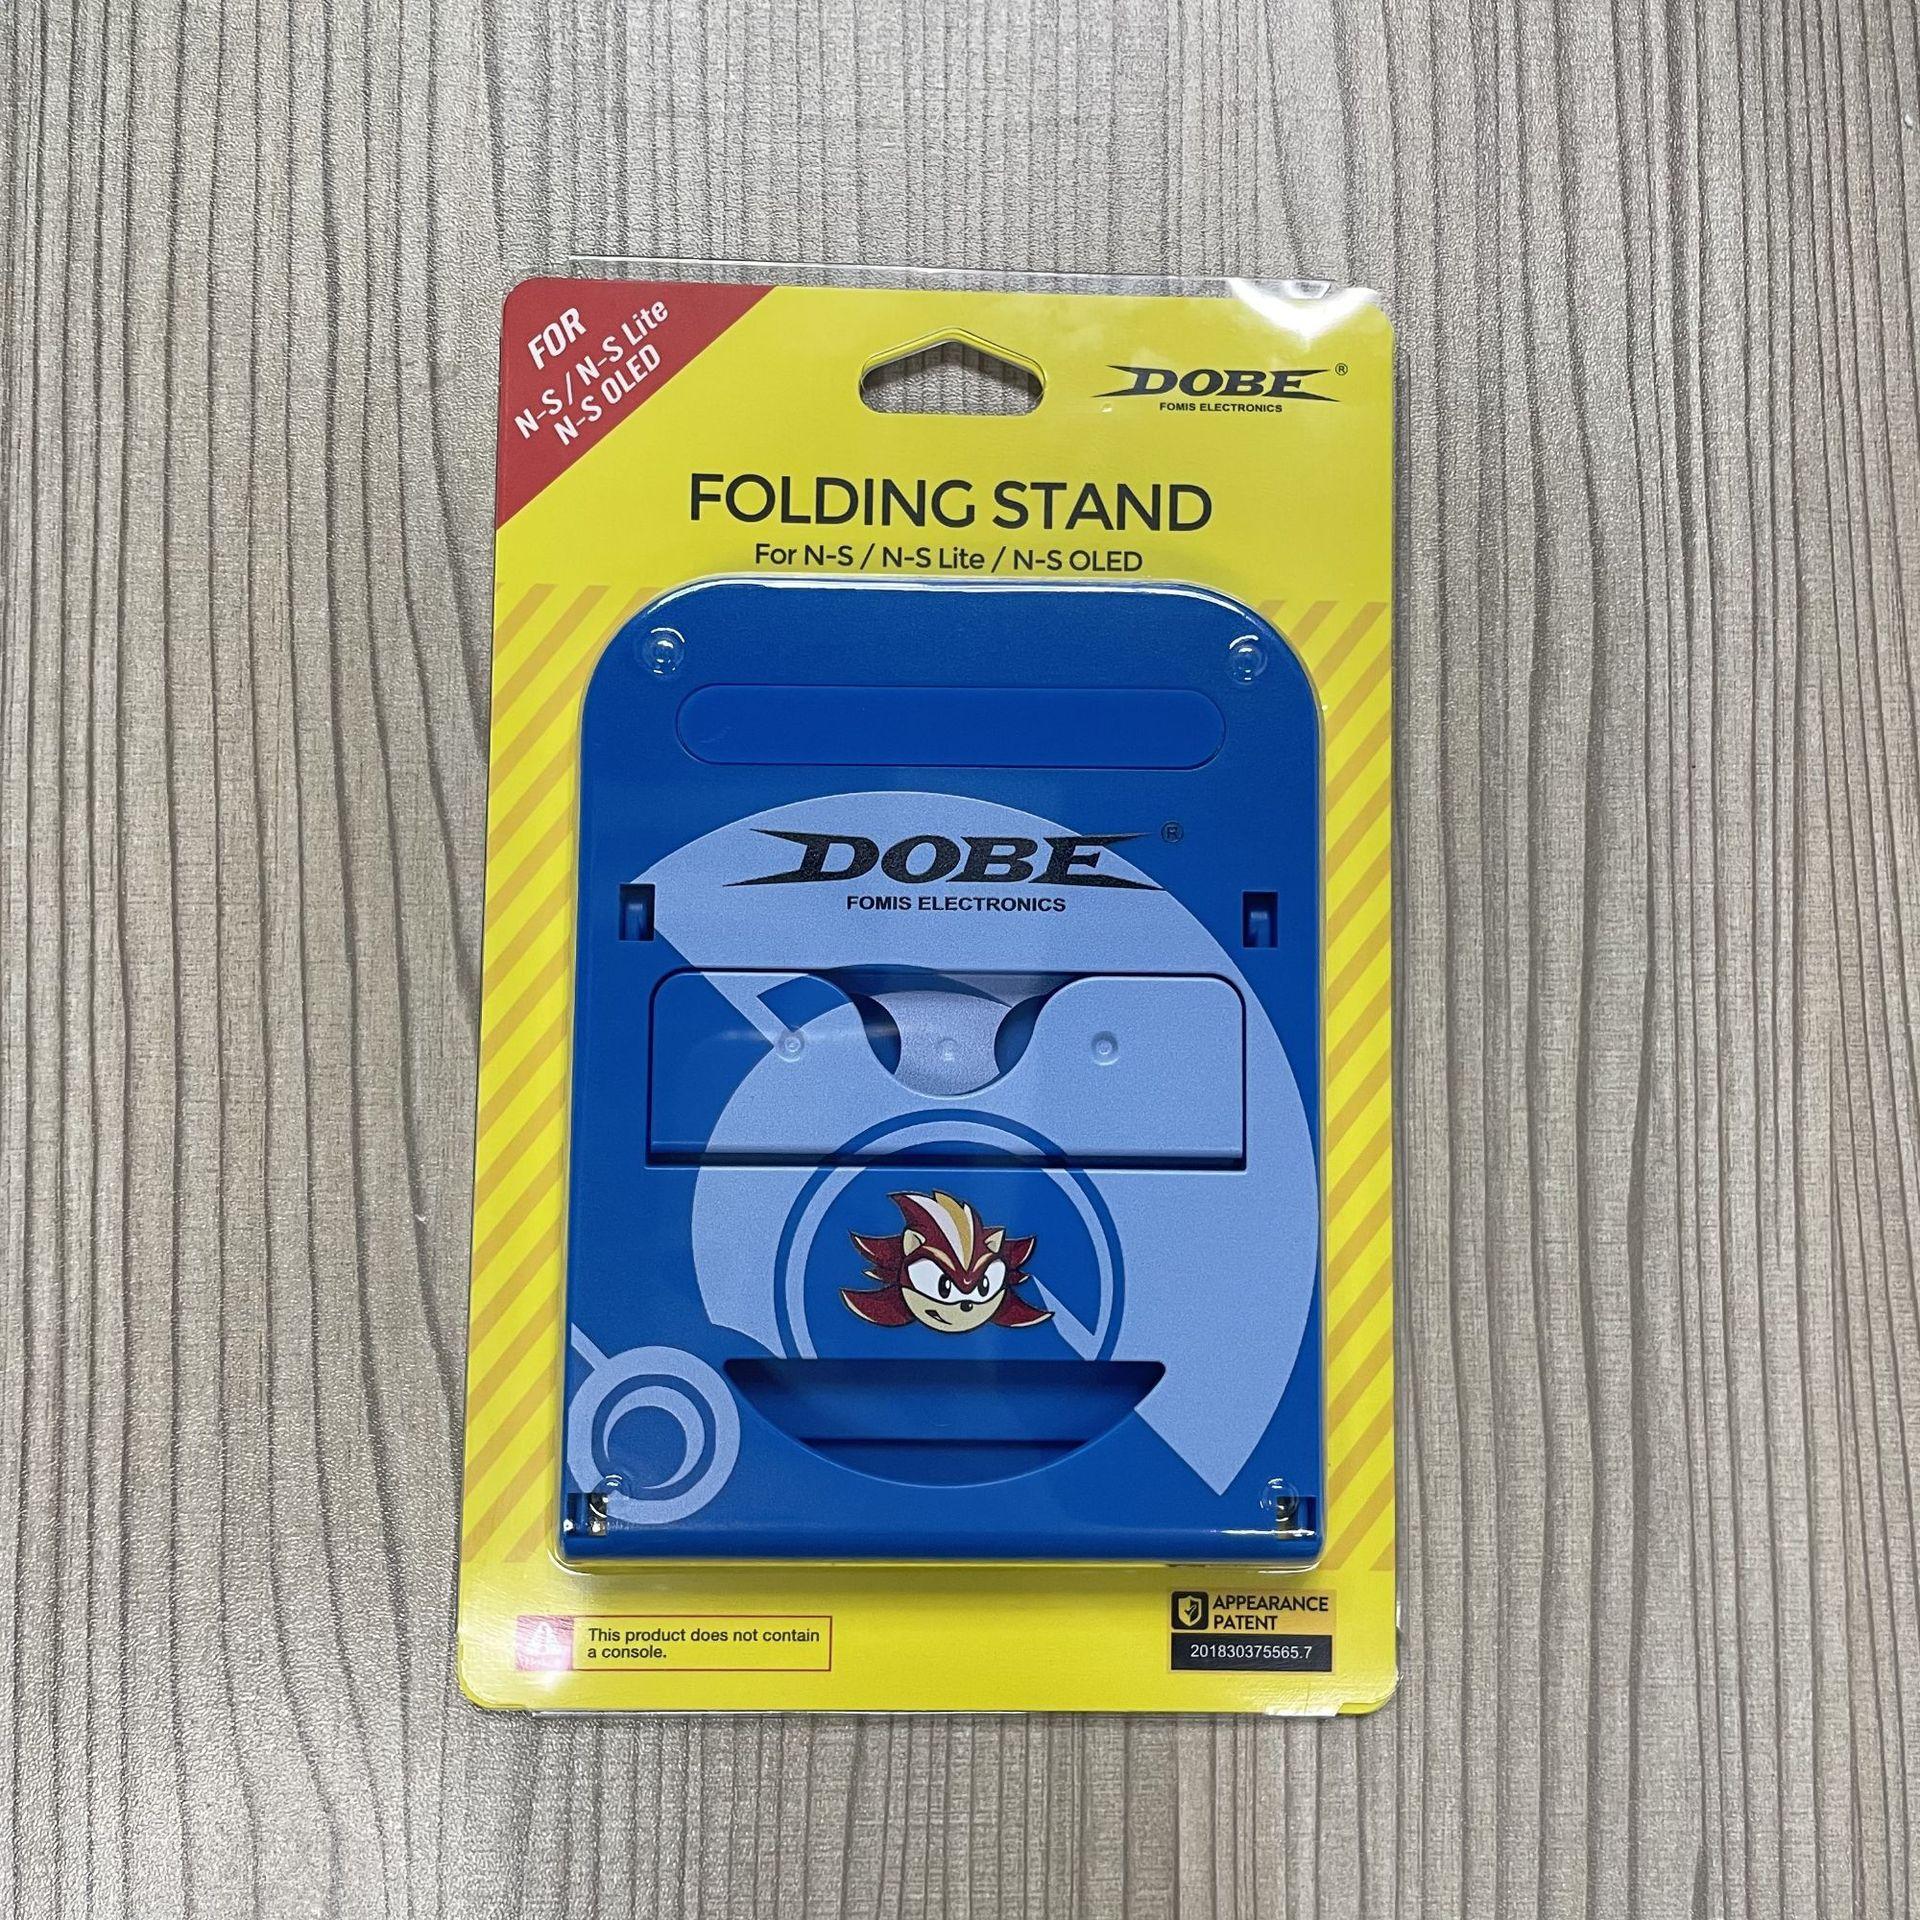 FOR
N-S / N-S Lite
N-S OLED
DOBE®
FOMIS ELECTRONICS
FOLDING STAND
For N-S / N-S Lite / N-S OLED
DOBE®
FOMIS ELECTRONICS
This product does not contain
a console.
APPEARANCE
PATENT
201830375565.7